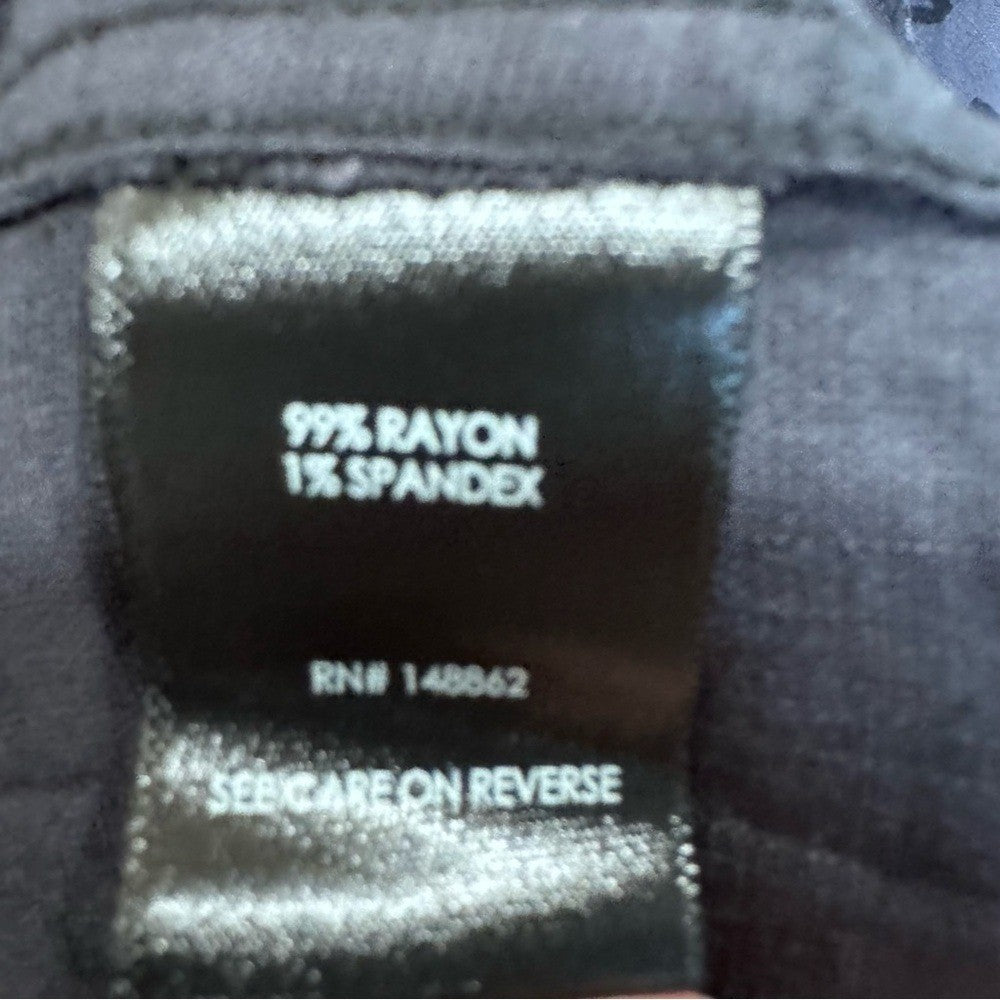 99% RAYON
1% SPANDEX
RN# 148862
SEE CARE ON REVERSE